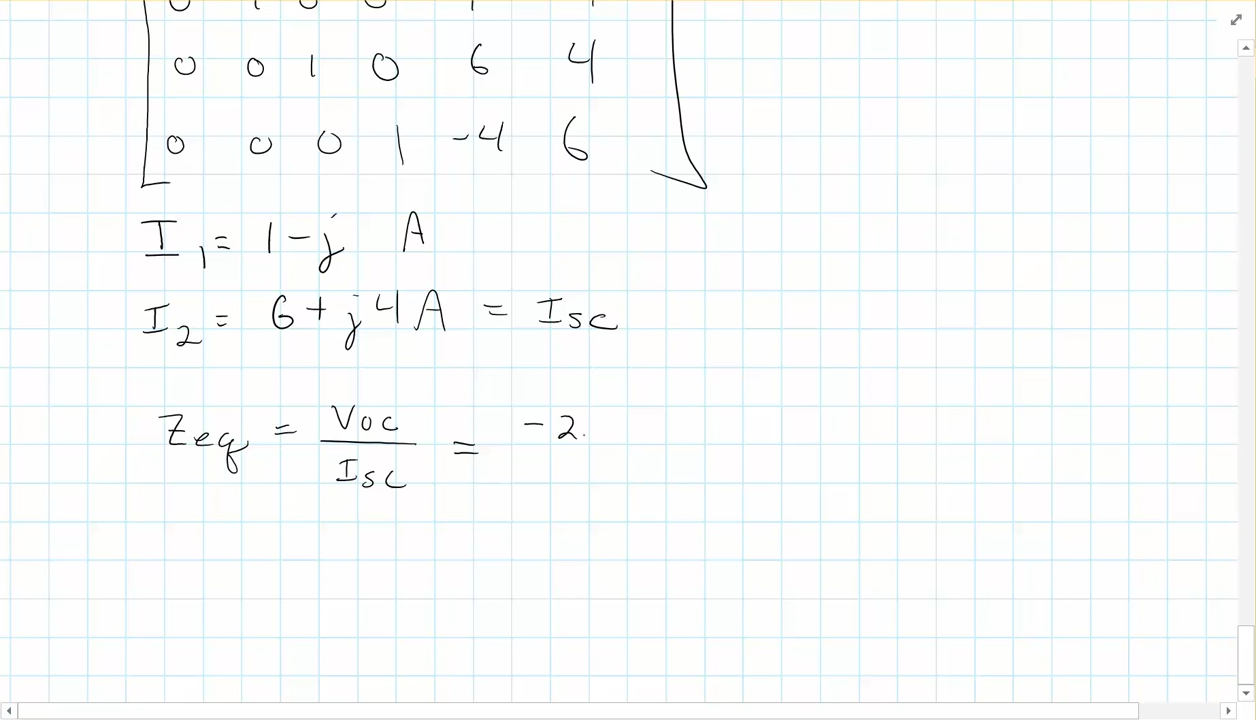 0 0 1 0 6 4
0 0 0 1 -4 6
I1 = 1 - j A
I2 = 6 + j4 A = Isc
Zeq = Voc / Isc = -2.